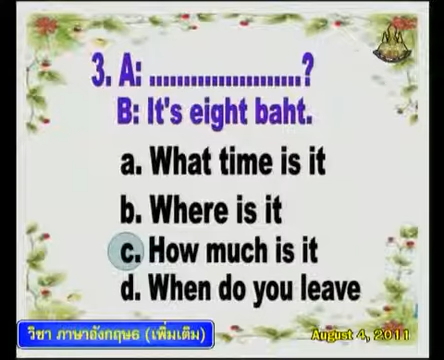 3. A: ......................?
B: It's eight baht.
a. What time is it
b. Where is it
c. How much is it
d. When do you leave
วิชา ภาษาอังกฤษ6 (เพิ่มเติม)
August 4, 2011